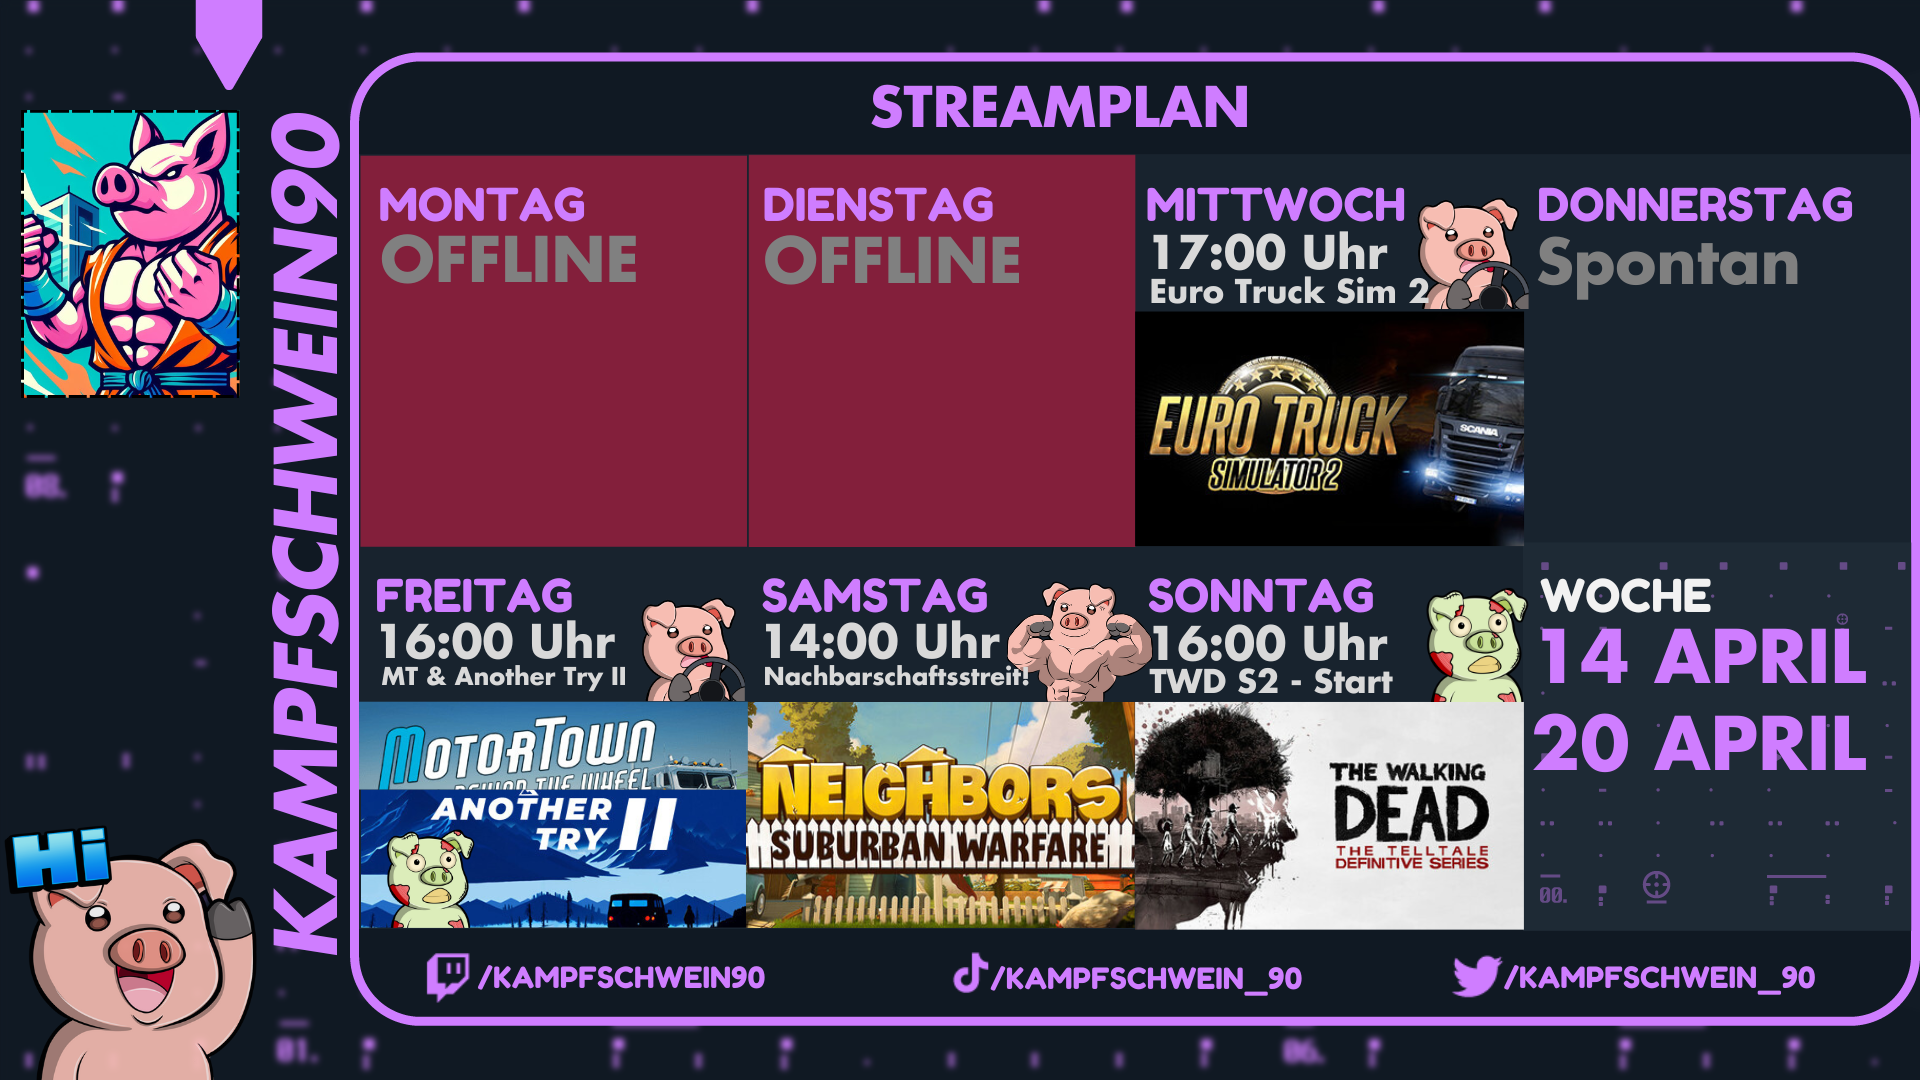 STREAMPLAN
KAMPFSCHWEIN90
MONTAG
OFFLINE
DIENSTAG
OFFLINE
MITTWOCH
17:00 Uhr
Euro Truck Sim 2
EURO TRUCK
SIMULATOR 2
SCANIA
DONNERSTAG
Spontan
FREITAG
16:00 Uhr
MT & Another Try II
MOTORTOWN
BEHIND THE WHEEL
ANOTHER
TRY II
SAMSTAG
14:00 Uhr
Nachbarschaftsstreit!
NEIGHBORS
SUBURBAN WARFARE
SONNTAG
16:00 Uhr
TWD S2 - Start
THE WALKING
DEAD
THE TELLTALE
DEFINITIVE SERIES
WOCHE
14 APRIL
20 APRIL
00.
Hi
/KAMPFSCHWEIN90
/KAMPFSCHWEIN_90
/KAMPFSCHWEIN_90
01.
06.